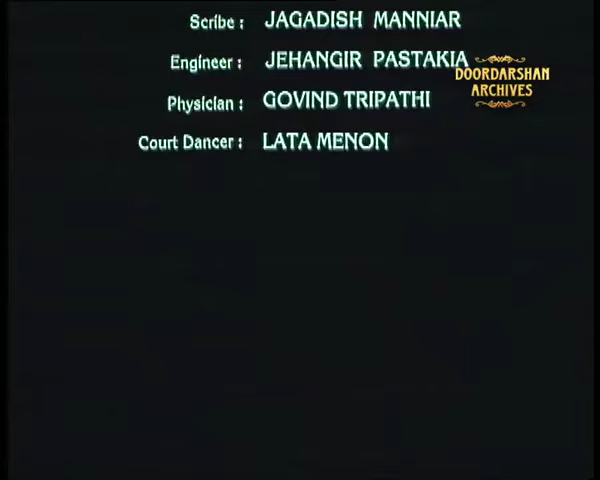 Scribe : JAGADISH MANNIAR
Engineer : JEHANGIR PASTAKIA
DOORDARSHAN
ARCHIVES
Physician : GOVIND TRIPATHI
Court Dancer : LATA MENON